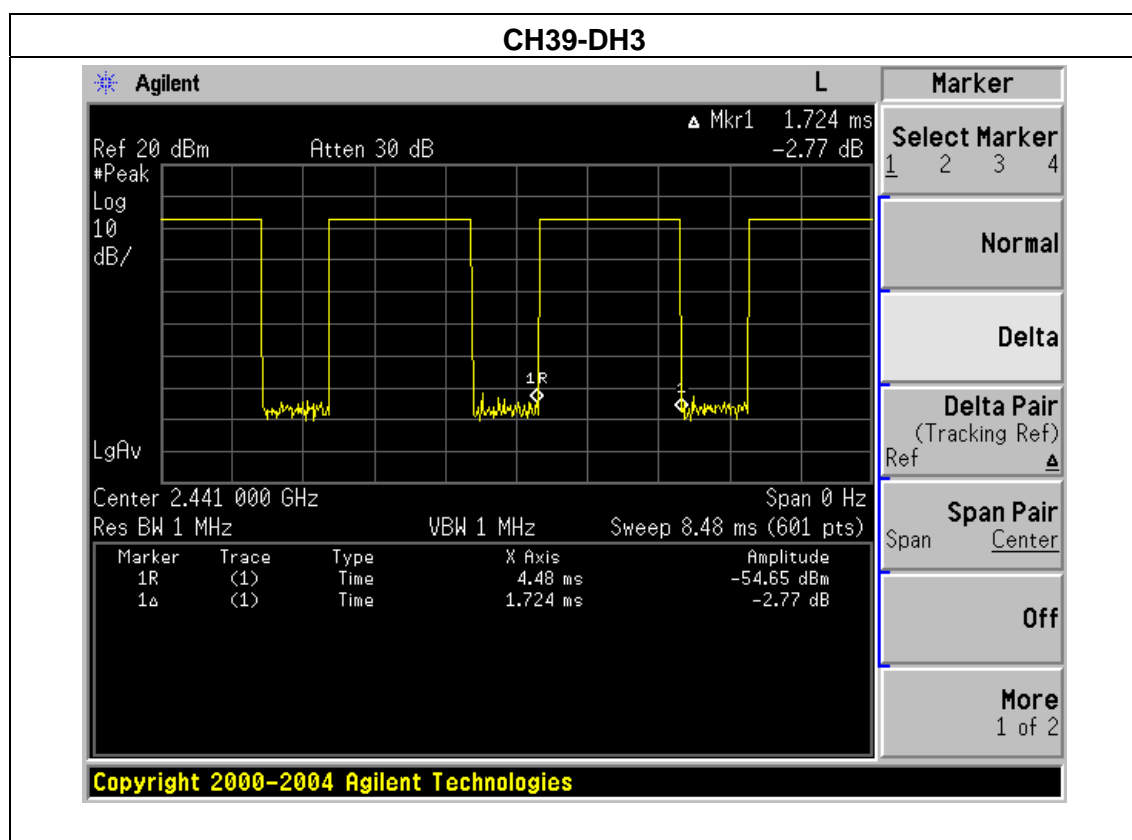 CH39-DH3
Agilent L
Δ Mkr1 1.724 ms
Ref 20 dBm Atten 30 dB -2.77 dB
#Peak
Log
10
dB/
1R
1
LgAv
Center 2.441 000 GHz Span 0 Hz
Res BW 1 MHz VBW 1 MHz Sweep 8.48 ms (601 pts)
Marker Trace Type X Axis Amplitude
1R (1) Time 4.48 ms -54.65 dBm
1Δ (1) Time 1.724 ms -2.77 dB
Marker
Select Marker
1 2 3 4
Normal
Delta
Delta Pair
(Tracking Ref)
Ref Δ
Span Pair
Span Center
Off
More
1 of 2
Copyright 2000-2004 Agilent Technologies